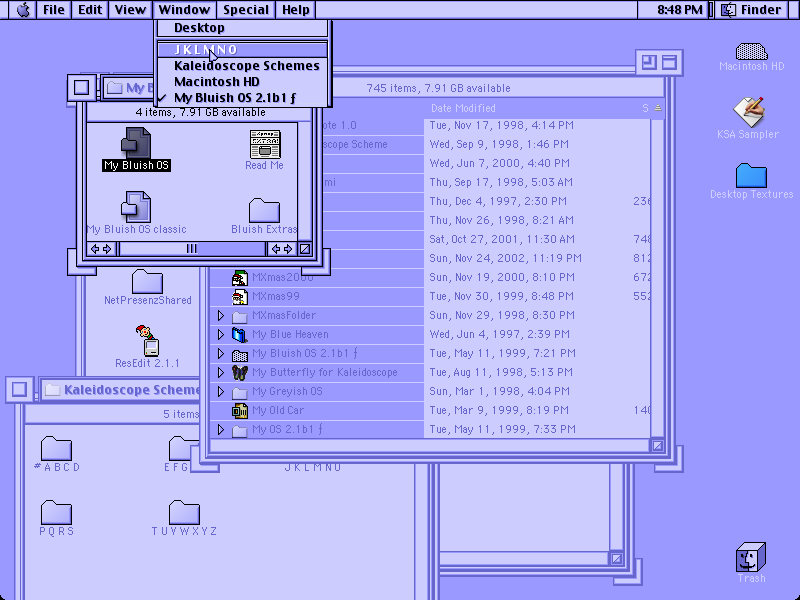 File Edit View Window Special Help 8:48 PM Finder
Desktop
J K L M N O
Kaleidoscope Schemes
Macintosh HD
My Bluish OS 2.1b1 ƒ
My B
4 items, 7.91 GB available
My Bluish OS
Read Me
My Bluish OS classic
Bluish Extras
745 items, 7.91 GB available
Date Modified S
ote 1.0 Tue, Nov 17, 1998, 4:14 PM
scope Scheme Wed, Sep 9, 1998, 1:46 PM
Wed, Jun 7, 2000, 4:40 PM
mi Thu, Sep 17, 1998, 5:03 AM
Thu, Dec 4, 1997, 2:30 PM 236
Thu, Nov 26, 1998, 8:21 AM
Sat, Oct 27, 2001, 11:30 AM 748
Sun, Nov 24, 2002, 11:19 PM 812
MXmas2000 Sun, Nov 19, 2000, 8:10 PM 672
MXmas99 Tue, Nov 30, 1999, 8:48 PM 552
MXmasFolder Sun, Nov 29, 1998, 8:30 PM
My Blue Heaven Wed, Jun 4, 1997, 2:39 PM
My Bluish OS 2.1b1 ƒ Tue, May 11, 1999, 7:21 PM
My Butterfly for Kaleidoscope Tue, Aug 11, 1998, 5:13 PM
My Greyish OS Sun, Mar 1, 1998, 4:04 PM
My Old Car Tue, Mar 9, 1999, 8:19 PM 140
My OS 2.1b1 ƒ Tue, May 11, 1999, 7:33 PM
NetPresenzShared
ResEdit 2.1.1
Kaleidoscope Scheme
5 items
# A B C D
E F G
J K L M N O
P Q R S
T U V W X Y Z
Macintosh HD
KSA Sampler
Desktop Textures
Trash